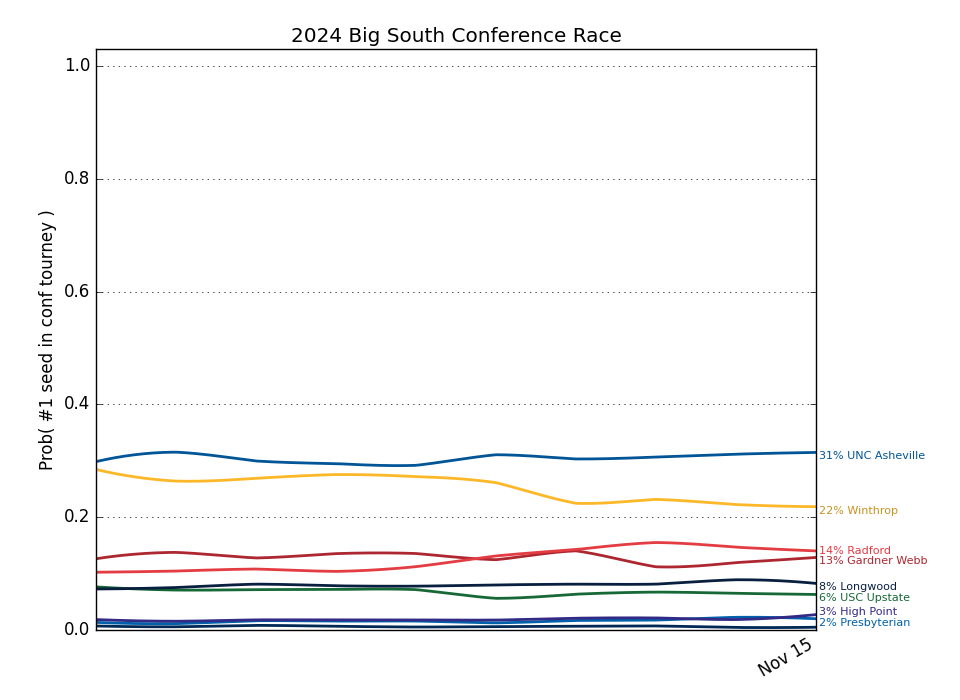 2024 Big South Conference Race
Prob( #1 seed in conf tourney )
1.0
0.8
0.6
0.4
0.2
0.0
31% UNC Asheville
22% Winthrop
14% Radford
13% Gardner Webb
8% Longwood
6% USC Upstate
3% High Point
2% Presbyterian
Nov 15